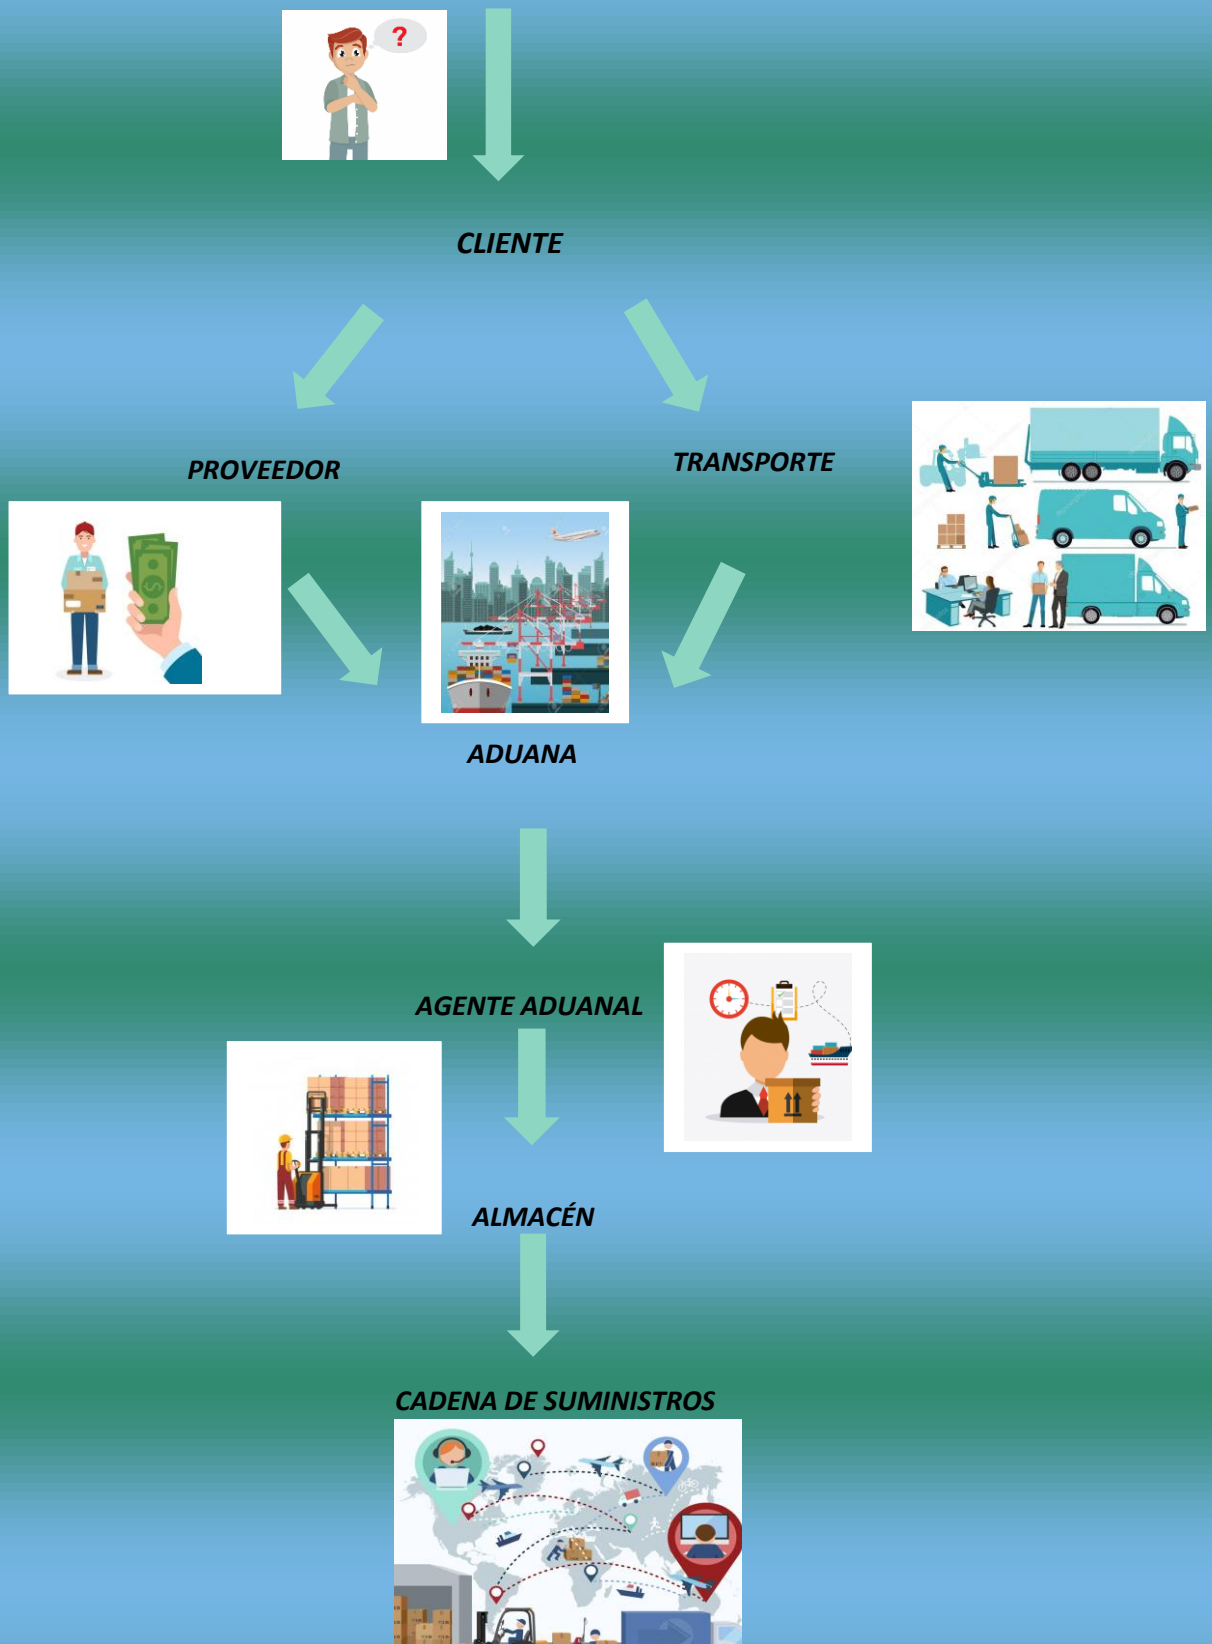 ?
CLIENTE
PROVEEDOR
TRANSPORTE
ADUANA
AGENTE ADUANAL
ALMACÉN
CADENA DE SUMINISTROS